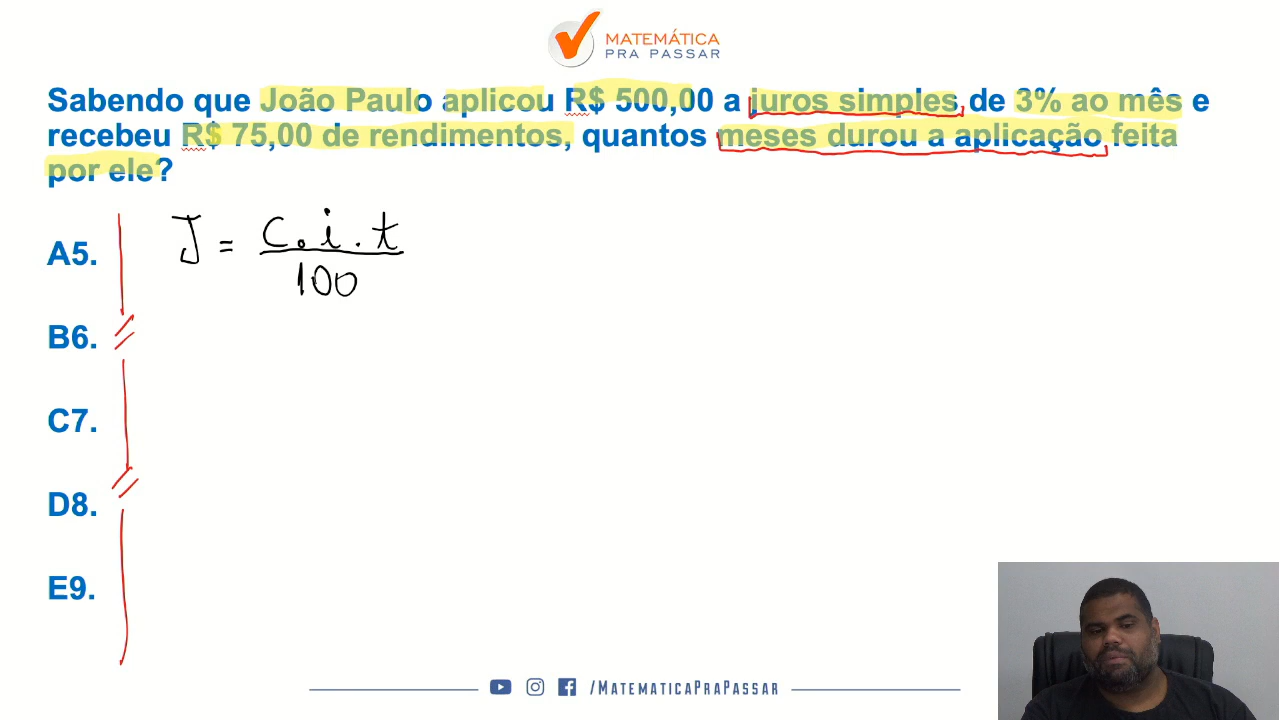 MATEMÁTICA
PRA PASSAR
Sabendo que João Paulo aplicou R$ 500,00 a juros simples, de 3% ao mês e
recebeu R$ 75,00 de rendimentos, quantos meses durou a aplicação feita
por ele?
J = C.i.t
100
A5.
B6.
C7.
D8.
E9.
/MATEMATICAPRAPASSAR